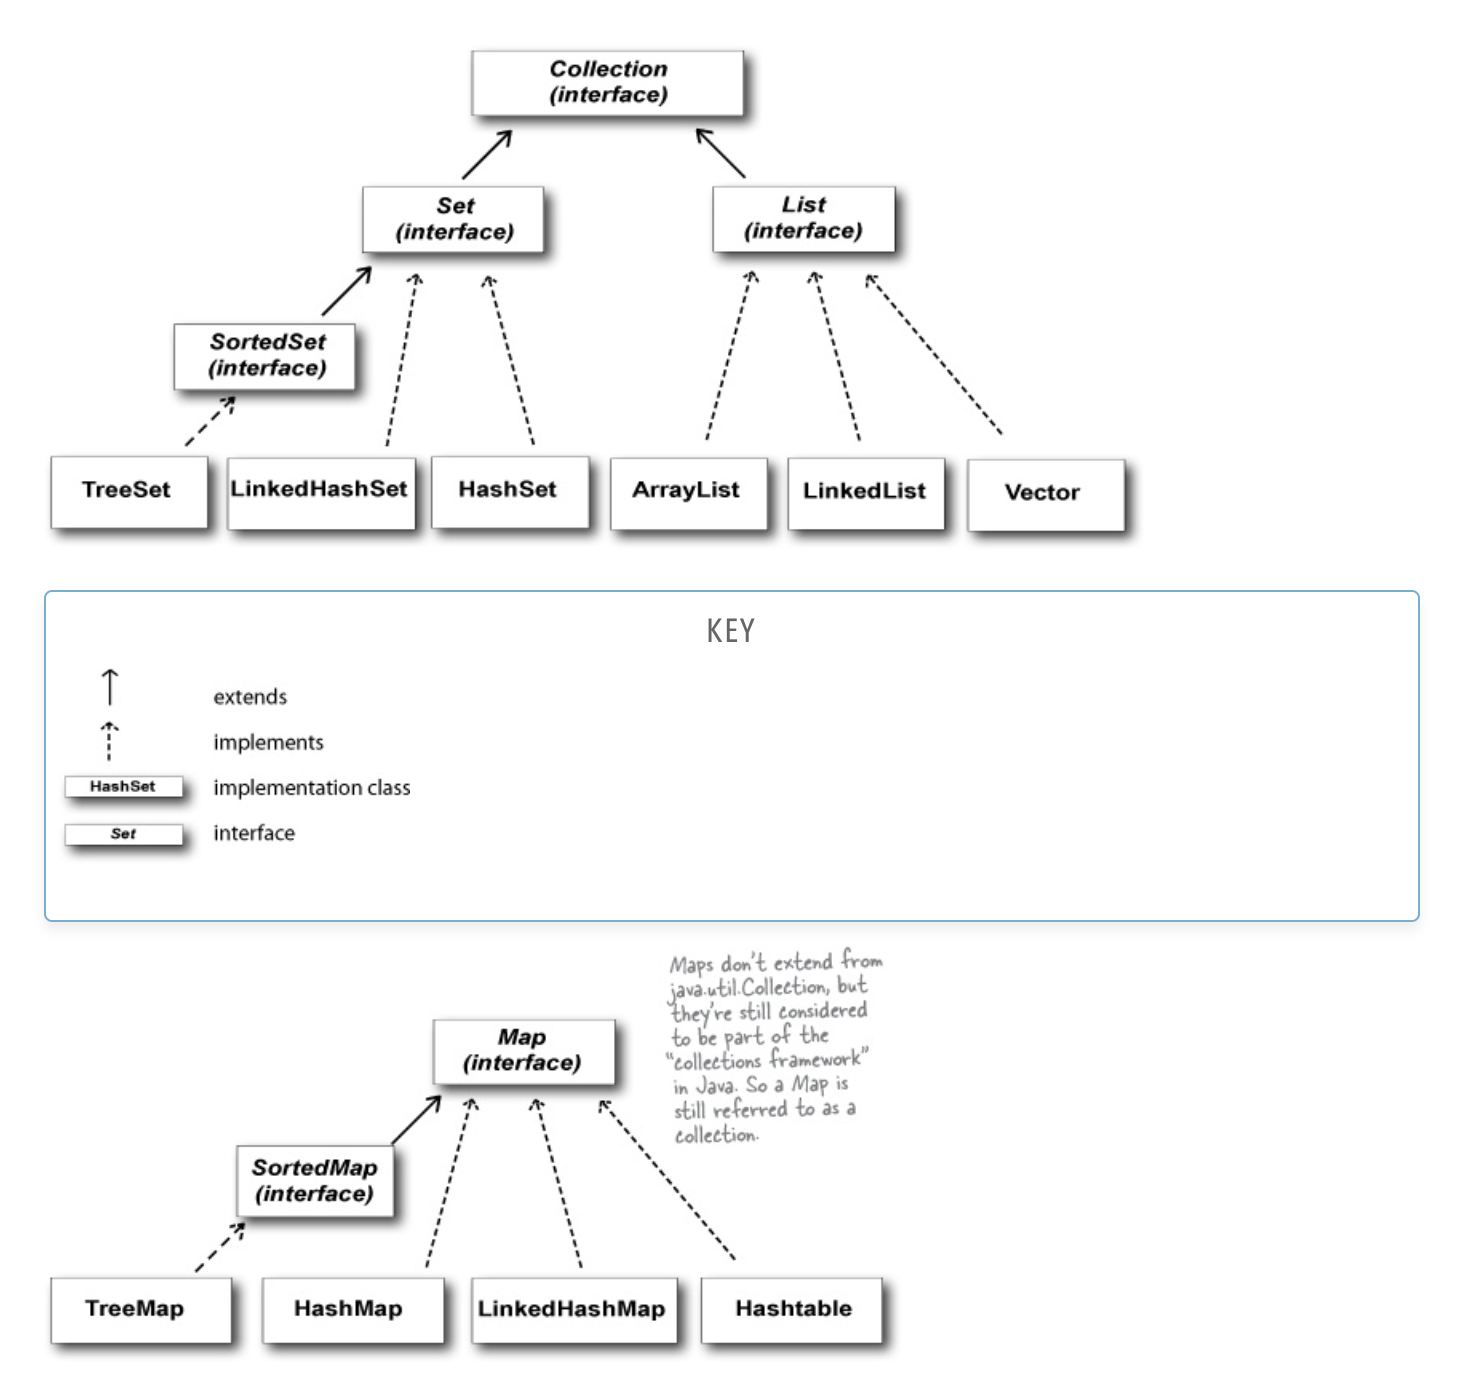 Collection
(interface)
Set
(interface)
List
(interface)
SortedSet
(interface)
TreeSet
LinkedHashSet
HashSet
ArrayList
LinkedList
Vector
KEY
extends
implements
HashSet
implementation class
Set
interface
Maps don't extend from
java.util.Collection, but
they're still considered
to be part of the
"collections framework"
in Java. So a Map is
still referred to as a
collection.
Map
(interface)
SortedMap
(interface)
TreeMap
HashMap
LinkedHashMap
Hashtable